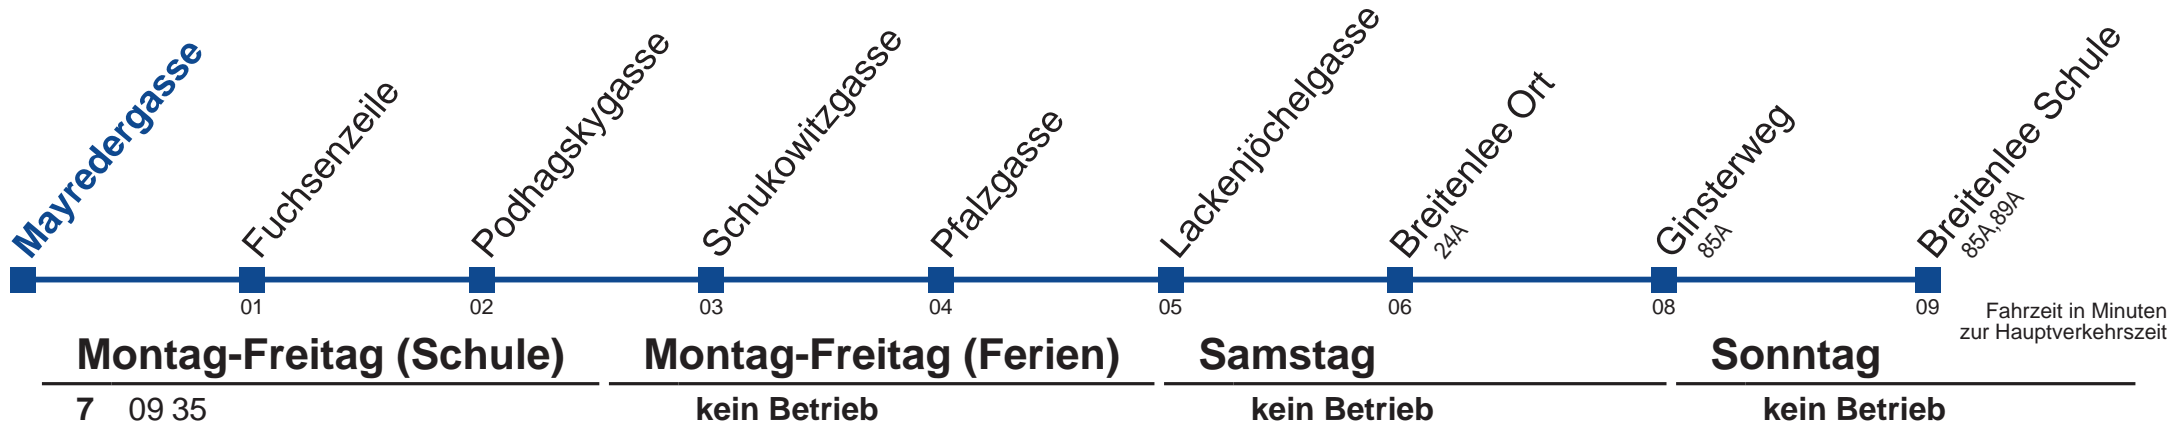 Mayredergasse
Fuchsenzeile
Podhagskygasse
Schukowitzgasse
Pfalzgasse
Lackenjöchelgasse
Breitenlee Ort
24A
Ginsterweg
85A
Breitenlee Schule
85A,89A
01 02 03 04 05 06 08 09
Fahrzeit in Minuten
zur Hauptverkehrszeit
Montag-Freitag (Schule) Montag-Freitag (Ferien) Samstag Sonntag
7 09 35 kein Betrieb kein Betrieb kein Betrieb